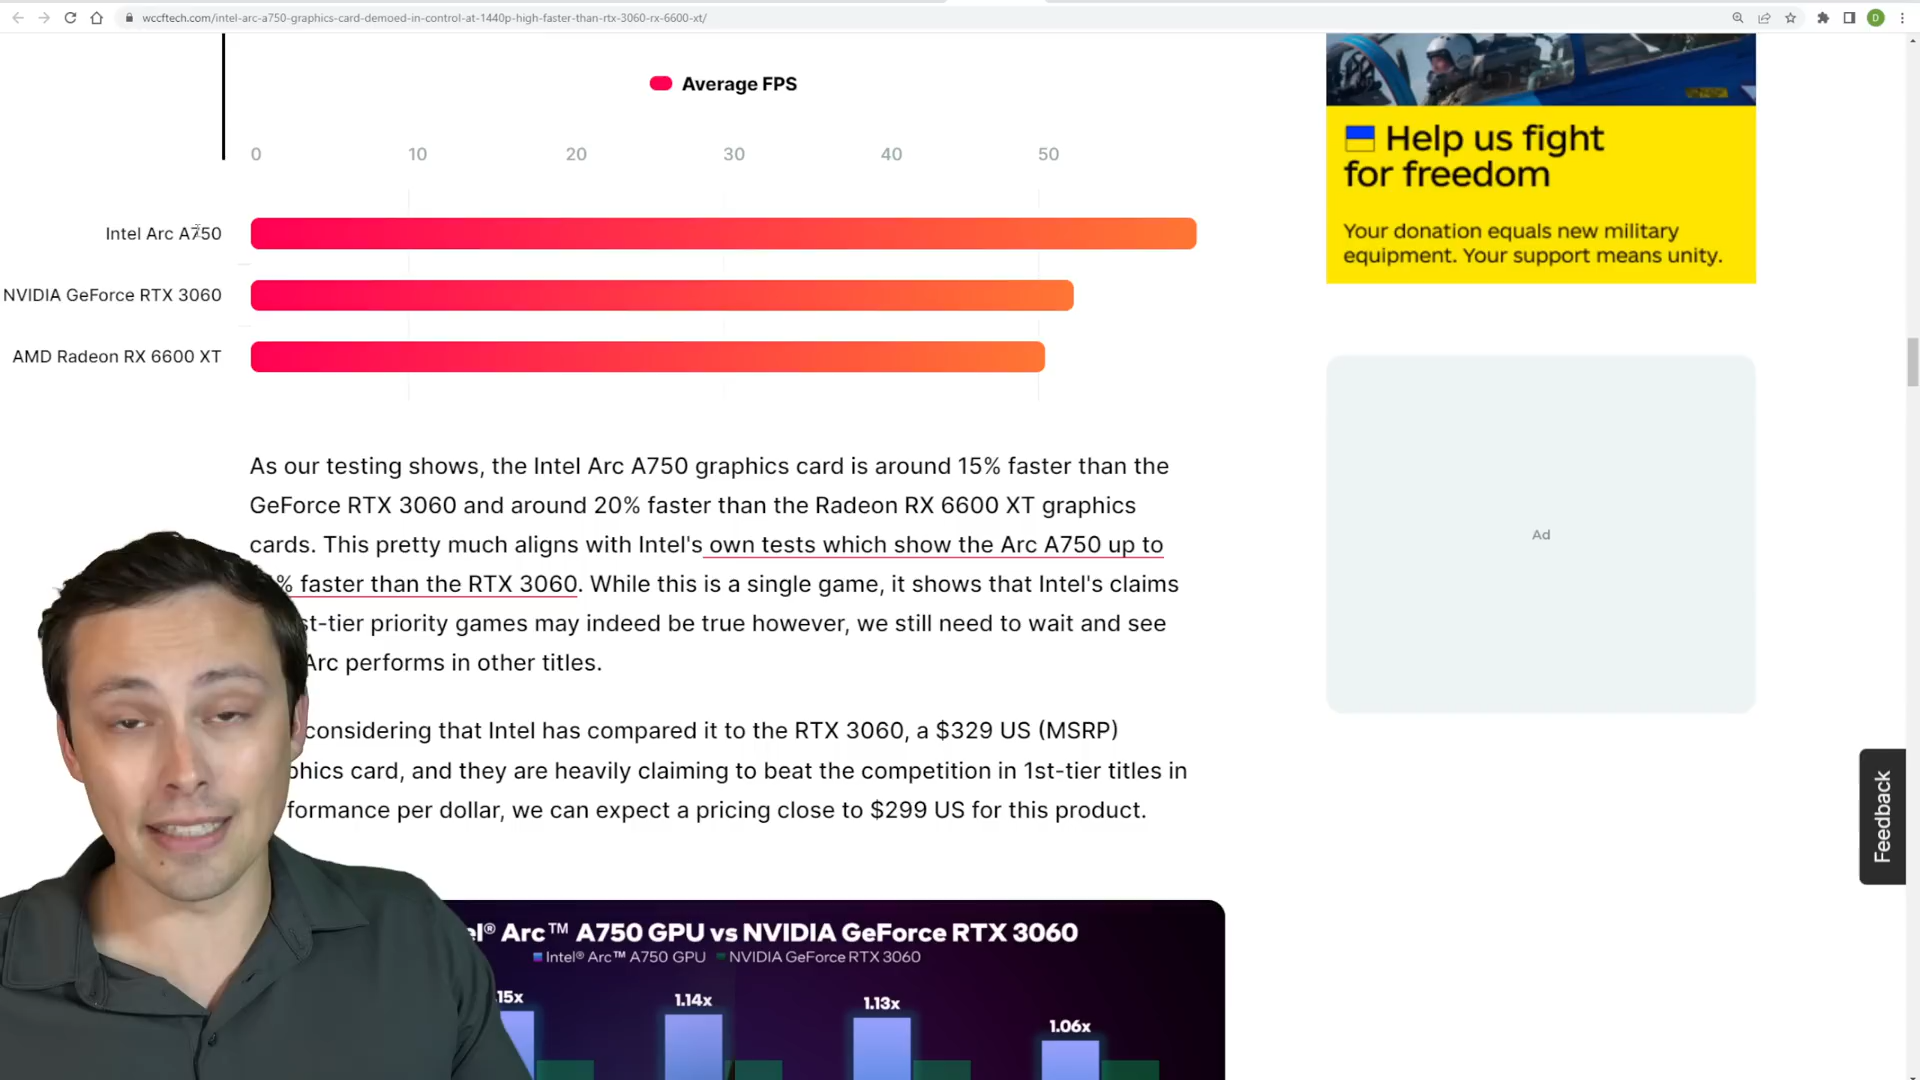 wccftech.com/intel-arc-a750-graphics-card-demoed-in-control-at-1440p-high-faster-than-rtx-3060-rx-6600-xt/
D
Average FPS
0 10 20 30 40 50
Intel Arc A750
NVIDIA GeForce RTX 3060
AMD Radeon RX 6600 XT
As our testing shows, the Intel Arc A750 graphics card is around 15% faster than the
GeForce RTX 3060 and around 20% faster than the Radeon RX 6600 XT graphics
cards. This pretty much aligns with Intel's own tests which show the Arc A750 up to
% faster than the RTX 3060. While this is a single game, it shows that Intel's claims
st-tier priority games may indeed be true however, we still need to wait and see
Arc performs in other titles.
considering that Intel has compared it to the RTX 3060, a $329 US (MSRP)
phics card, and they are heavily claiming to beat the competition in 1st-tier titles in
formance per dollar, we can expect a pricing close to $299 US for this product.
el® Arc™ A750 GPU vs NVIDIA GeForce RTX 3060
Intel® Arc™ A750 GPU NVIDIA GeForce RTX 3060
.15x 1.14x 1.13x 1.06x
Help us fight
for freedom
Your donation equals new military
equipment. Your support means unity.
Ad
Feedback